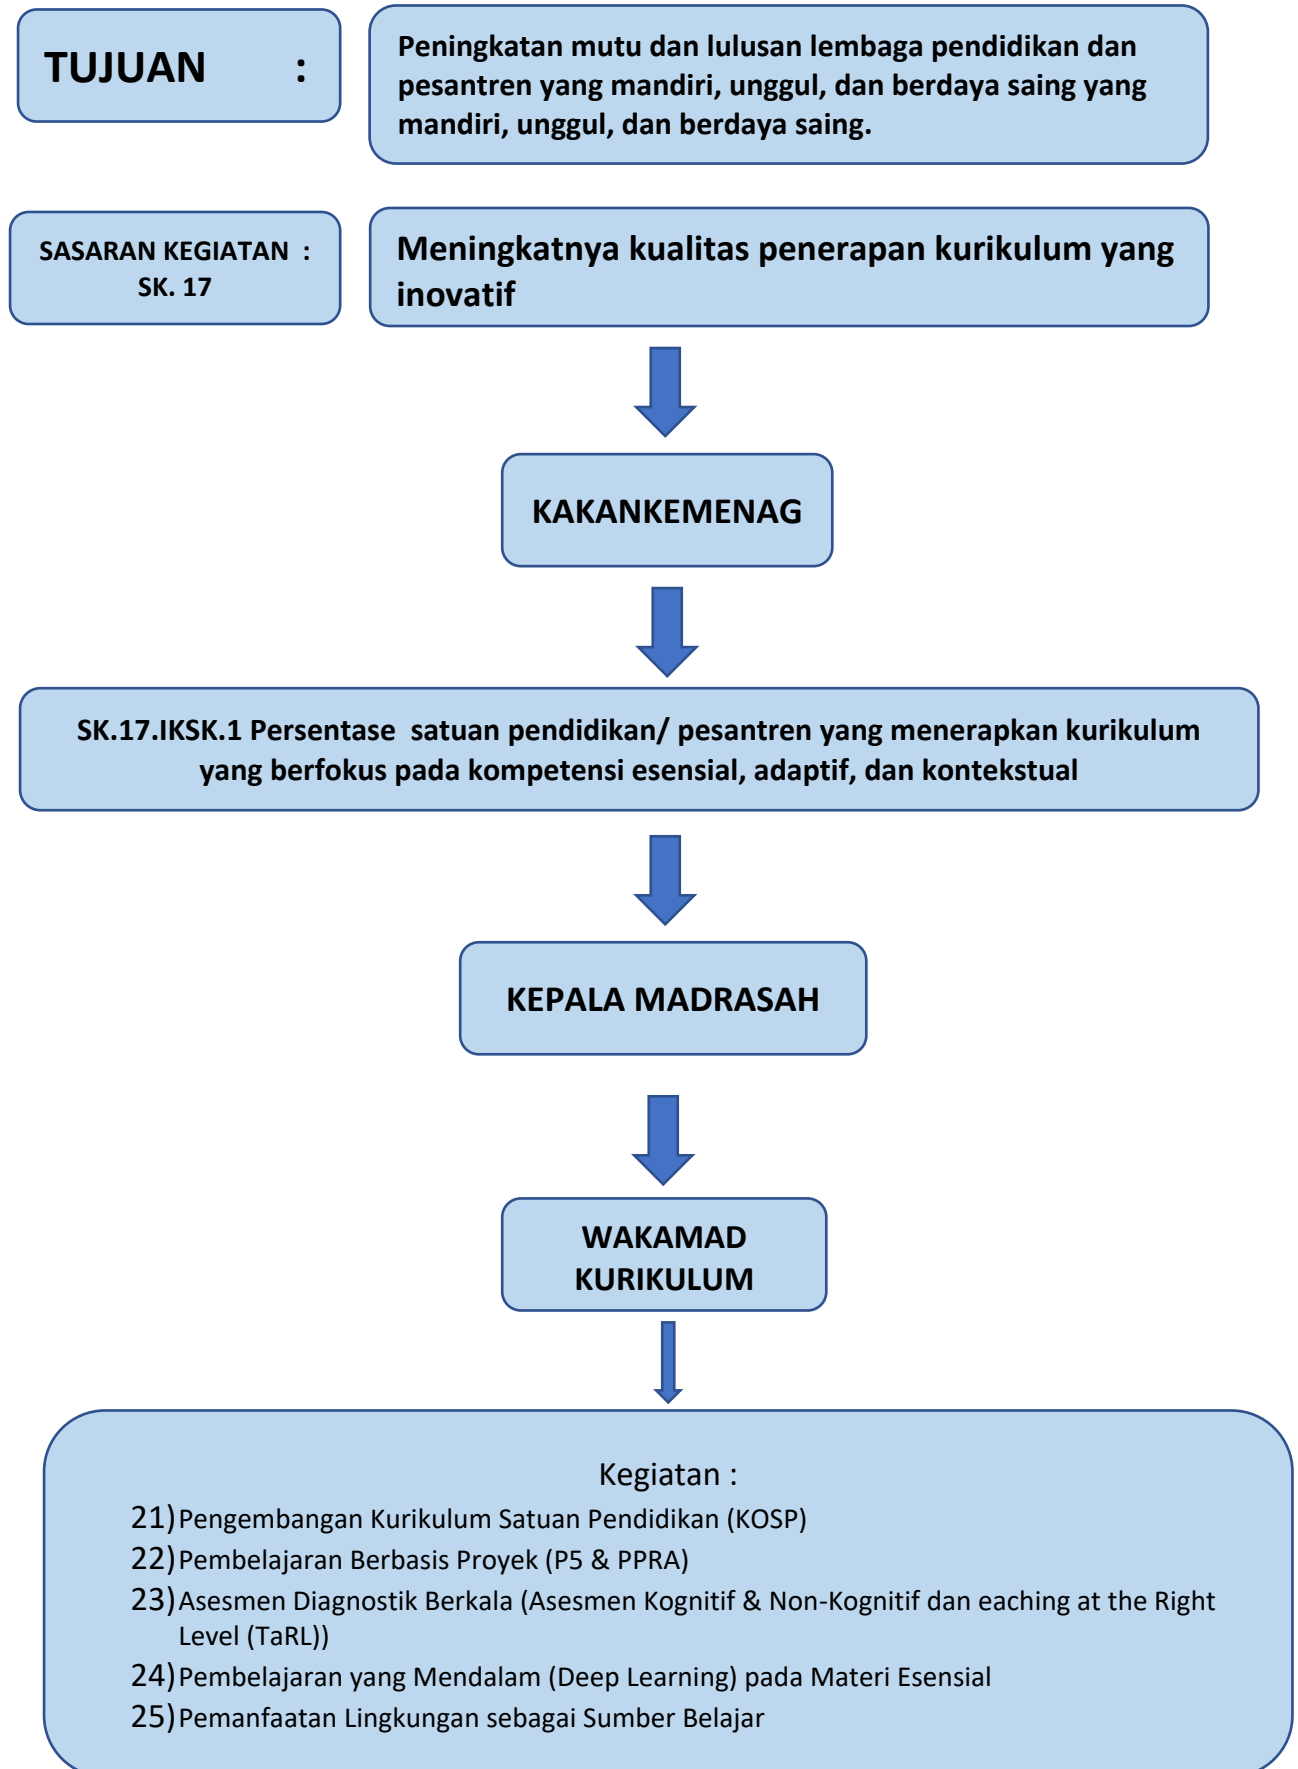 TUJUAN :
Peningkatan mutu dan lulusan lembaga pendidikan dan
pesantren yang mandiri, unggul, dan berdaya saing yang
mandiri, unggul, dan berdaya saing.
SASARAN KEGIATAN :
SK. 17
Meningkatnya kualitas penerapan kurikulum yang
inovatif
KAKANKEMENAG
SK.17.IKSK.1 Persentase satuan pendidikan/ pesantren yang menerapkan kurikulum
yang berfokus pada kompetensi esensial, adaptif, dan kontekstual
KEPALA MADRASAH
WAKAMAD
KURIKULUM
Kegiatan :
21) Pengembangan Kurikulum Satuan Pendidikan (KOSP)
22) Pembelajaran Berbasis Proyek (P5 & PPRA)
23) Asesmen Diagnostik Berkala (Asesmen Kognitif & Non-Kognitif dan eaching at the Right
Level (TaRL))
24) Pembelajaran yang Mendalam (Deep Learning) pada Materi Esensial
25) Pemanfaatan Lingkungan sebagai Sumber Belajar